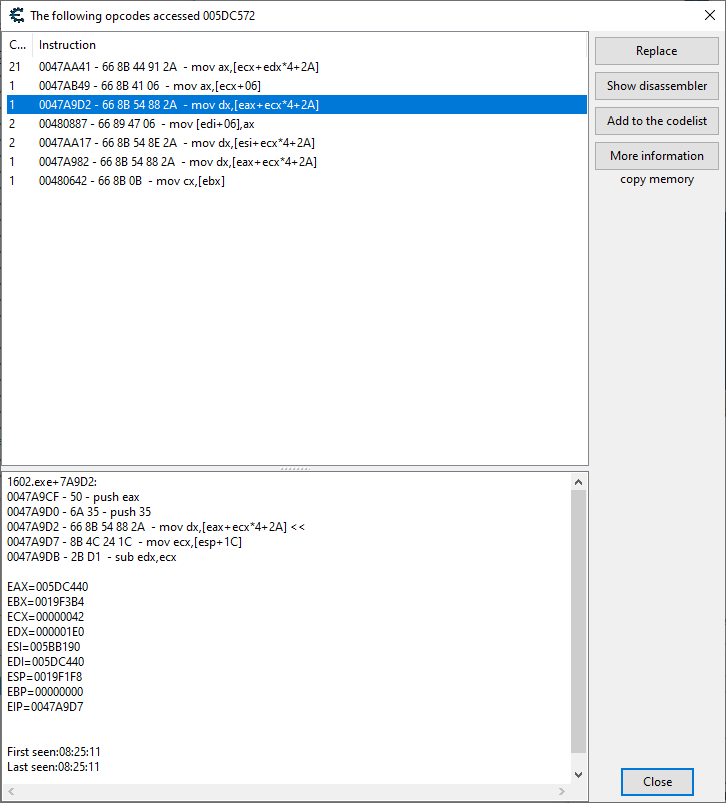 The following opcodes accessed 005DC572
C... Instruction
21 0047AA41 - 66 8B 44 91 2A - mov ax,[ecx+edx*4+2A]
1 0047AB49 - 66 8B 41 06 - mov ax,[ecx+06]
1 0047A9D2 - 66 8B 54 88 2A - mov dx,[eax+ecx*4+2A]
2 00480887 - 66 89 47 06 - mov [edi+06],ax
2 0047AA17 - 66 8B 54 8E 2A - mov dx,[esi+ecx*4+2A]
1 0047A982 - 66 8B 54 88 2A - mov dx,[eax+ecx*4+2A]
1 00480642 - 66 8B 0B - mov cx,[ebx]
Replace
Show disassembler
Add to the codelist
More information
copy memory
1602.exe+7A9D2:
0047A9CF - 50 - push eax
0047A9D0 - 6A 35 - push 35
0047A9D2 - 66 8B 54 88 2A - mov dx,[eax+ecx*4+2A] <<
0047A9D7 - 8B 4C 24 1C - mov ecx,[esp+1C]
0047A9DB - 2B D1 - sub edx,ecx
EAX=005DC440
EBX=0019F3B4
ECX=00000042
EDX=000001E0
ESI=005BB190
EDI=005DC440
ESP=0019F1F8
EBP=00000000
EIP=0047A9D7
First seen:08:25:11
Last seen:08:25:11
Close